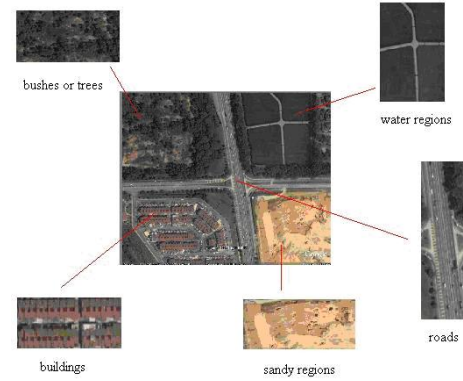 bushes or trees
water regions
roads
buildings
sandy regions